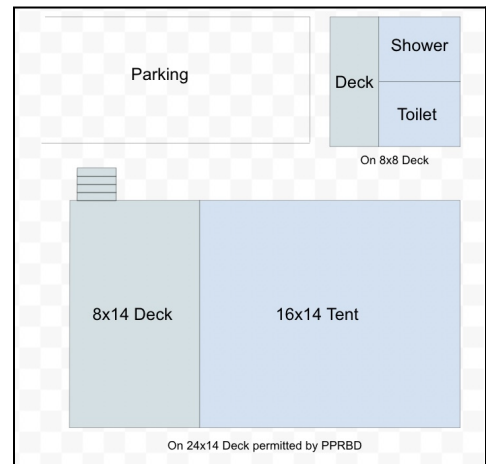 Parking
Shower
Deck
Toilet
On 8x8 Deck
8x14 Deck
16x14 Tent
On 24x14 Deck permitted by PPRBD